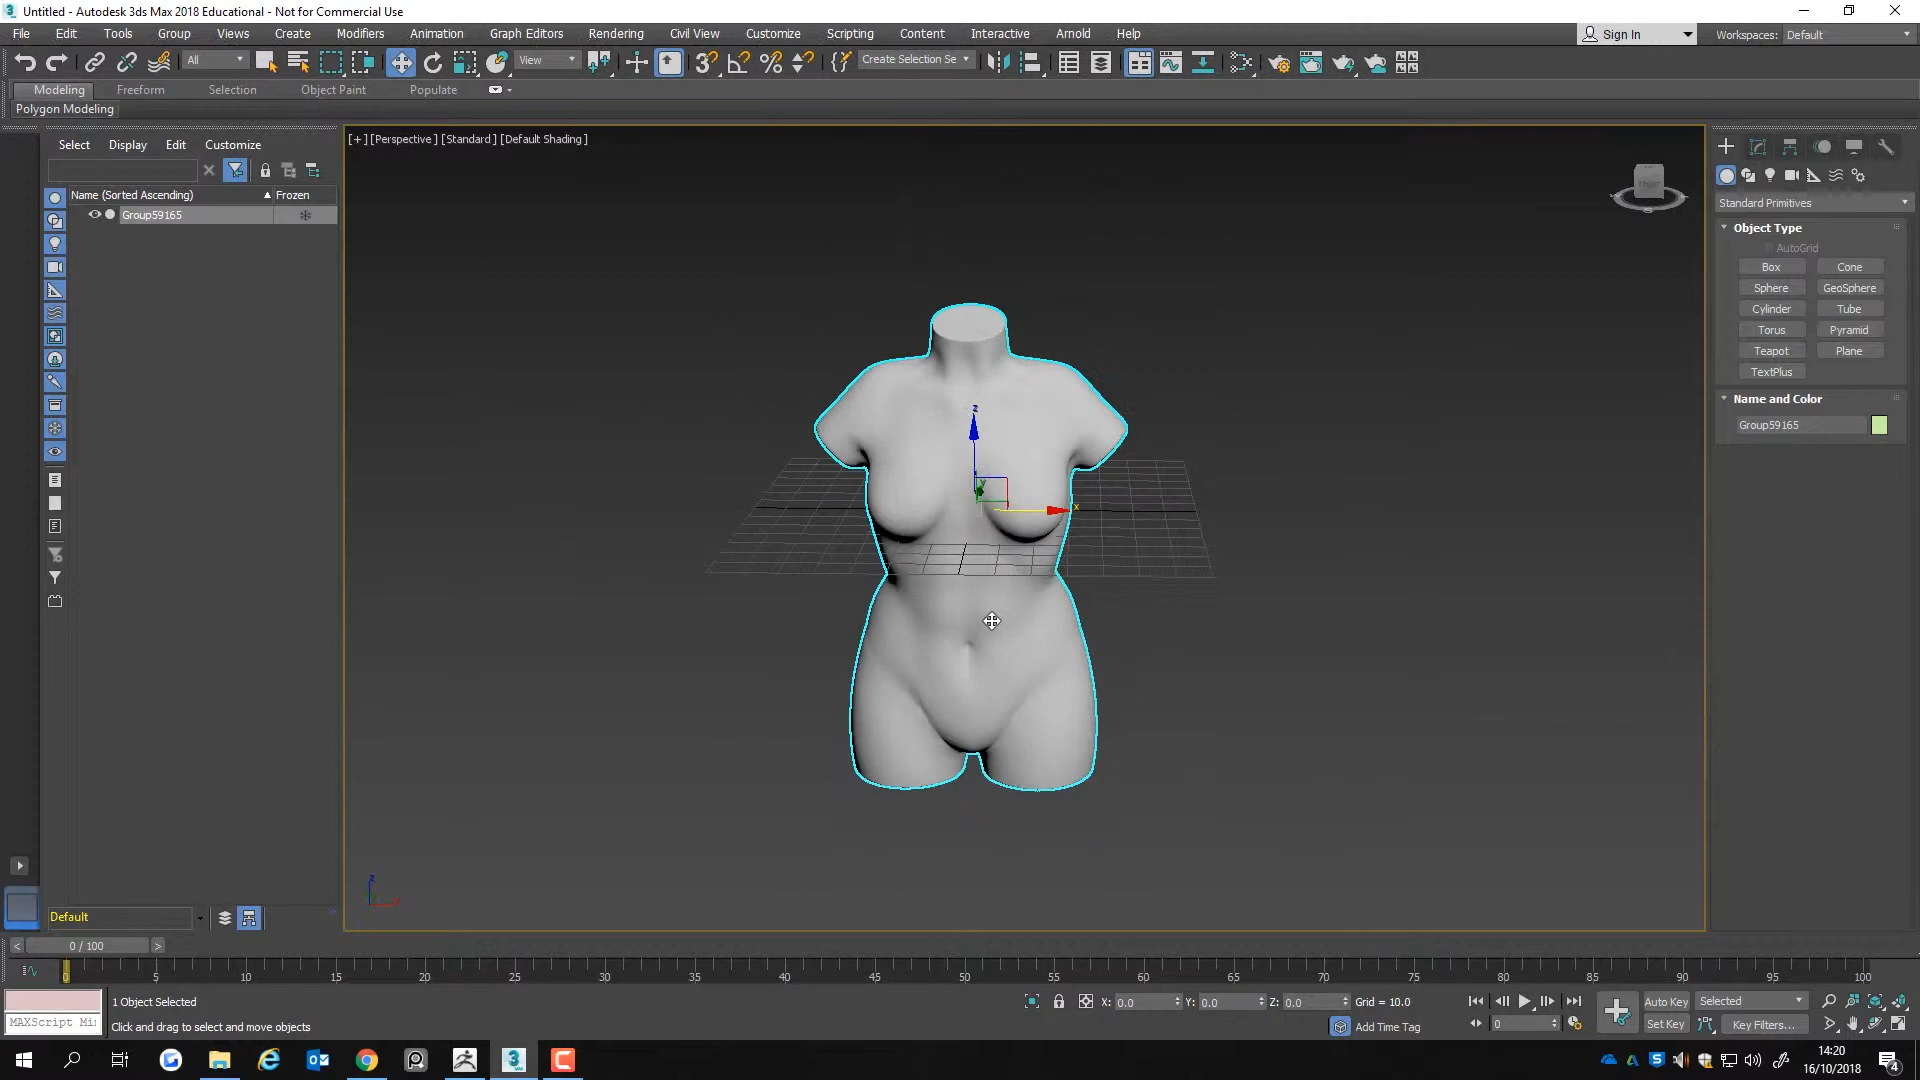 Untitled - Autodesk 3ds Max 2018 Educational - Not for Commercial Use
File Edit Tools Group Views Create Modifiers Animation Graph Editors Rendering Civil View Customize Scripting Content Interactive Arnold Help Sign In Workspaces: Default
All View Create Selection Se
Modeling Freeform Selection Object Paint Populate
Polygon Modeling
Select Display Edit Customize
[+] [Perspective] [Standard] [Default Shading]
Name (Sorted Ascending) Frozen
Group59165
Standard Primitives
Object Type
AutoGrid
Box Cone
Sphere GeoSphere
Cylinder Tube
Torus Pyramid
Teapot Plane
TextPlus
Name and Color
Group59165
z
y
x
z
Default
0 / 100
0 5 10 15 20 25 30 35 40 45 50 55 60 65 70 75 80 85 90 95 100
1 Object Selected X: 0.0 Y: 0.0 Z: 0.0 Grid = 10.0 Auto Key Selected
MAXScript Mi Click and drag to select and move objects Add Time Tag 0 Set Key Key Filters...
14:20
16/10/2018
4